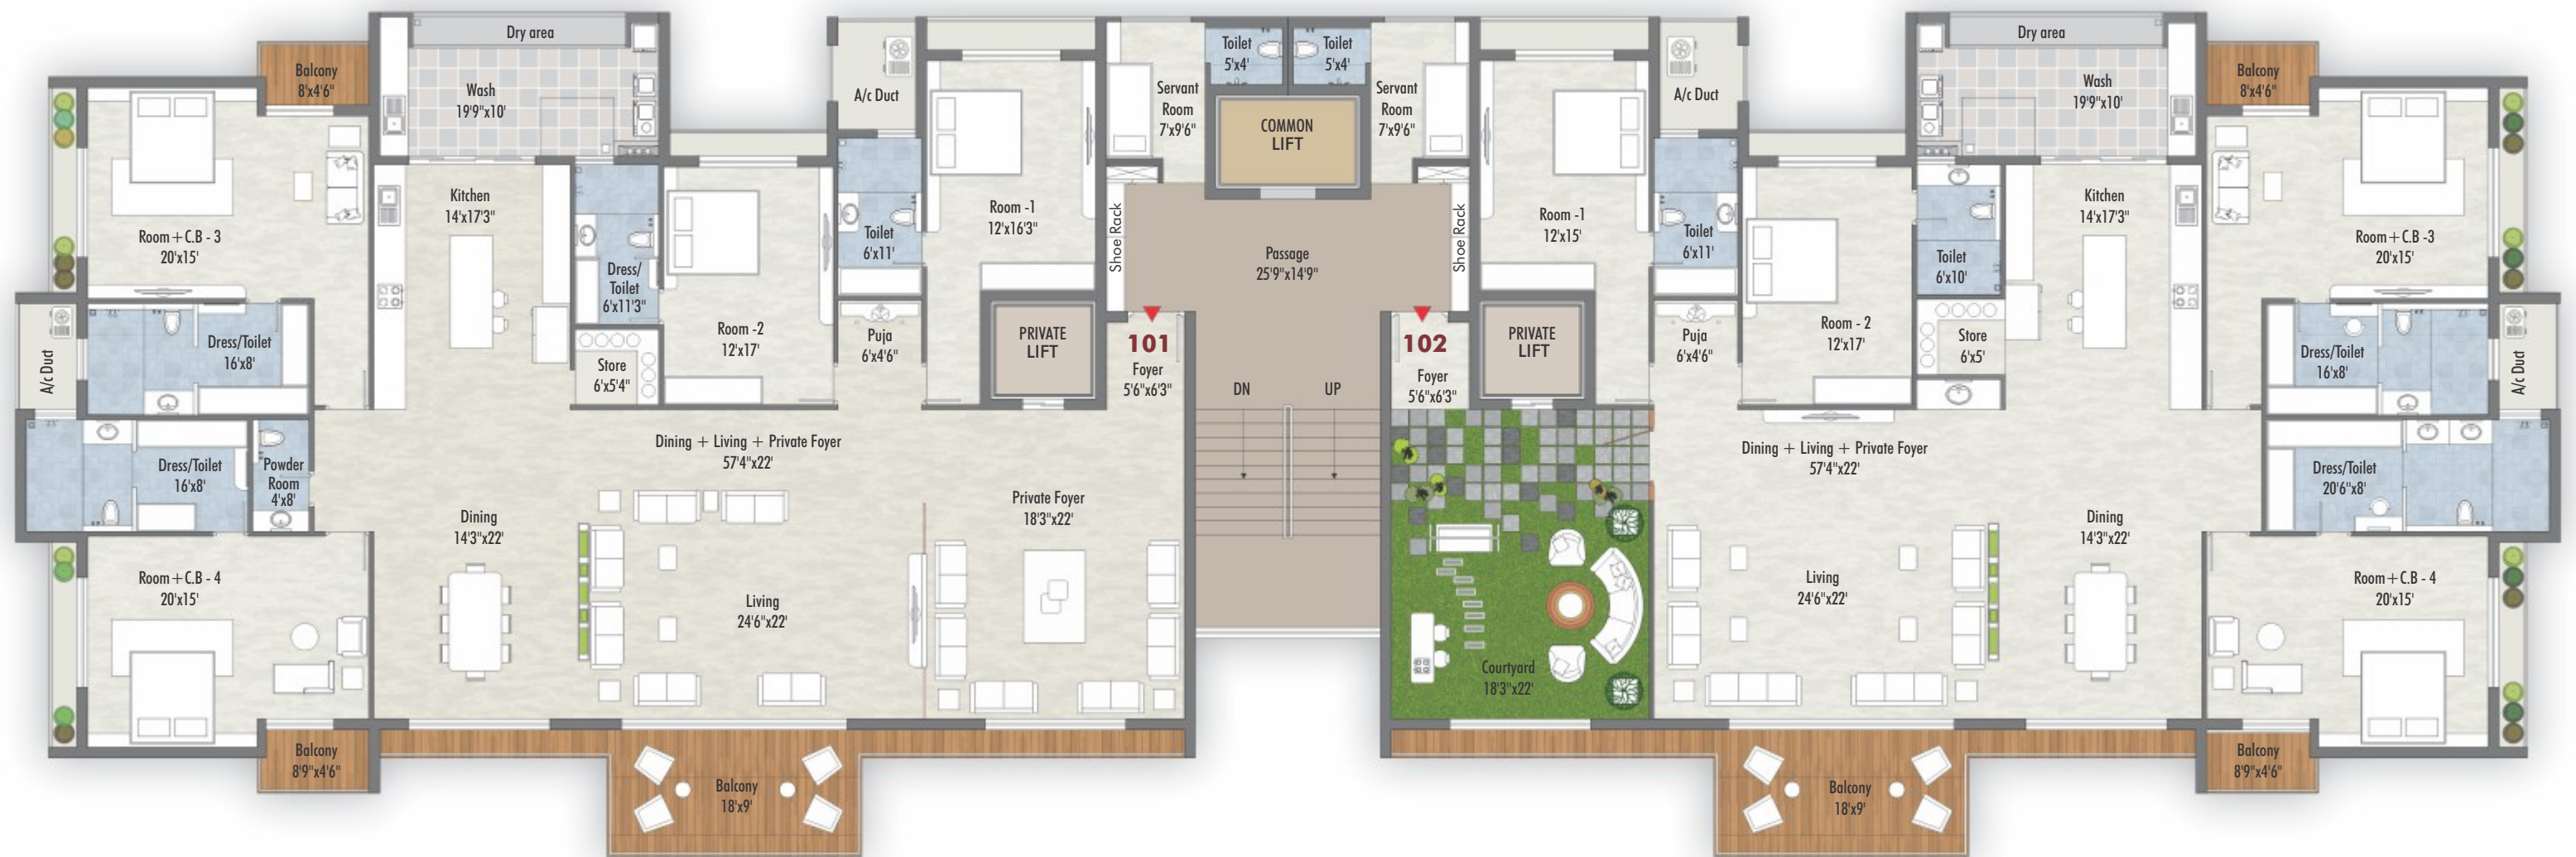 Dry area
Wash
19'9"x10'
Balcony
8'x4'6"
Room+C.B - 3
20'x15'
Kitchen
14'x17'3"
Dress/
Toilet
6'x11'3"
Room -2
12'x17'
Store
6'x5'4"
A/c Duct
Toilet
6'x11'
Puja
6'x4'6"
Room -1
12'x16'3"
PRIVATE
LIFT
Servant
Room
7'x9'6"
Toilet
5'x4'
Shoe Rack
101
Foyer
5'6"x6'3"
A/c Duct
Dress/Toilet
16'x8'
Dress/Toilet
16'x8'
Powder
Room
4'x8'
Room+C.B - 4
20'x15'
Balcony
8'9"x4'6"
Dining + Living + Private Foyer
57'4"x22'
Dining
14'3"x22'
Living
24'6"x22'
Private Foyer
18'3"x22'
Balcony
18'x9'
COMMON
LIFT
Passage
25'9"x14'9"
DN
UP
Toilet
5'x4'
Servant
Room
7'x9'6"
Shoe Rack
102
Foyer
5'6"x6'3"
PRIVATE
LIFT
Room -1
12'x15'
A/c Duct
Toilet
6'x11'
Puja
6'x4'6"
Room - 2
12'x17'
Dry area
Wash
19'9"x10'
Toilet
6'x10'
Store
6'x5'
Kitchen
14'x17'3"
Balcony
8'x4'6"
Room+C.B -3
20'x15'
Dress/Toilet
16'x8'
A/c Duct
Dress/Toilet
20'6"x8'
Dining + Living + Private Foyer
57'4"x22'
Courtyard
18'3"x22'
Living
24'6"x22'
Dining
14'3"x22'
Room+C.B - 4
20'x15'
Balcony
8'9"x4'6"
Balcony
18'x9'